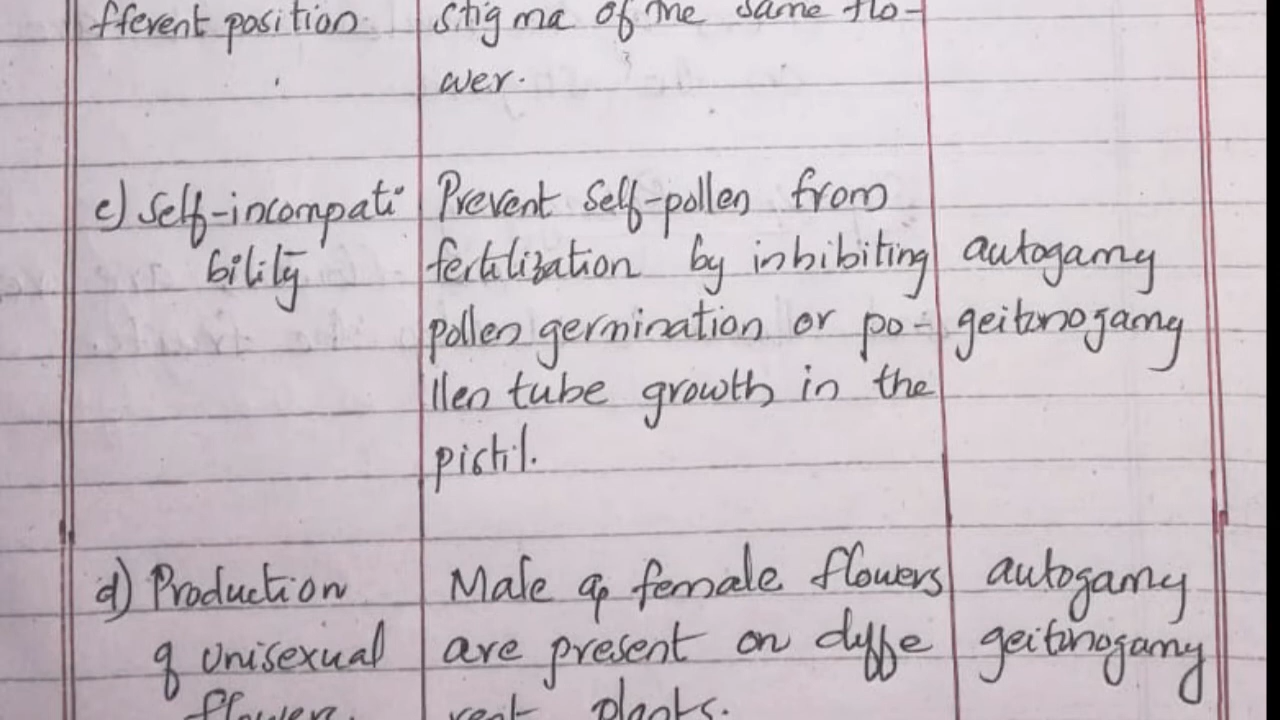 fferent position
stigma of the same flo-
wer.
c) Self-incompati
bility
Prevent Self-pollen from
fertilization by inhibiting
pollen germination or po-
llen tube growth in the
pistil.
autogamy
geitonogamy
d) Production
of unisexual
flower.
Male & female flowers
are present on diffe
rent plants.
autogamy
geitonogamy